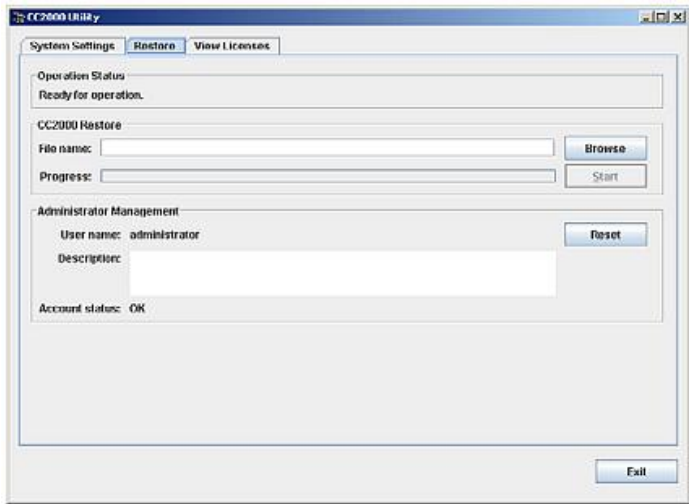 CC2000 Utility
System Settings Restore View Licenses
Operation Status
Ready for operation.
CC2000 Restore
File name: Browse
Progress: Start
Administrator Management
User name: administrator Reset
Description:
Account status: OK
Exit